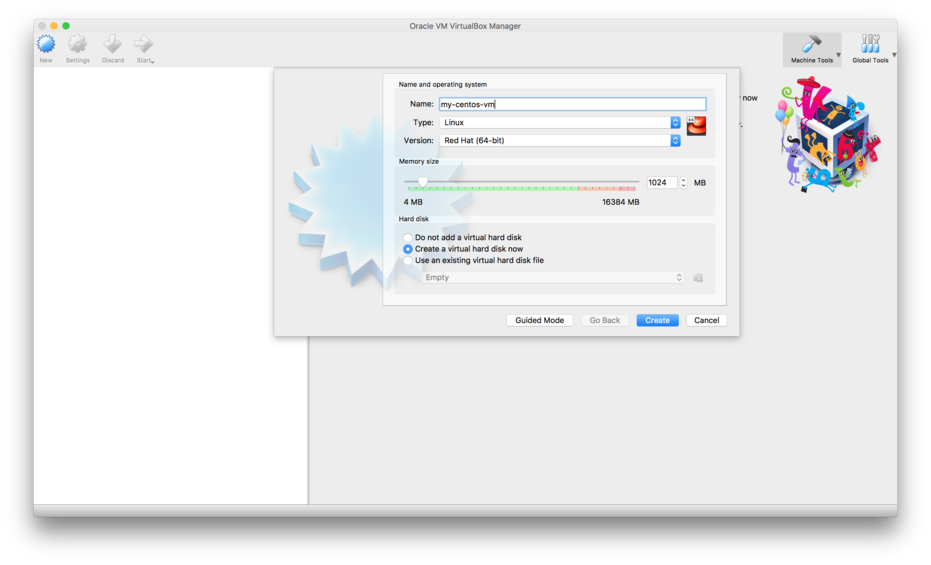 Oracle VM VirtualBox Manager
New
Settings
Discard
Start
Machine Tools
Global Tools
now
Name and operating system
Name: my-centos-vm
Type: Linux
64
Version: Red Hat (64-bit)
Memory size
1024 MB
4 MB 16384 MB
Hard disk
Do not add a virtual hard disk
Create a virtual hard disk now
Use an existing virtual hard disk file
Empty
Guided Mode Go Back Create Cancel